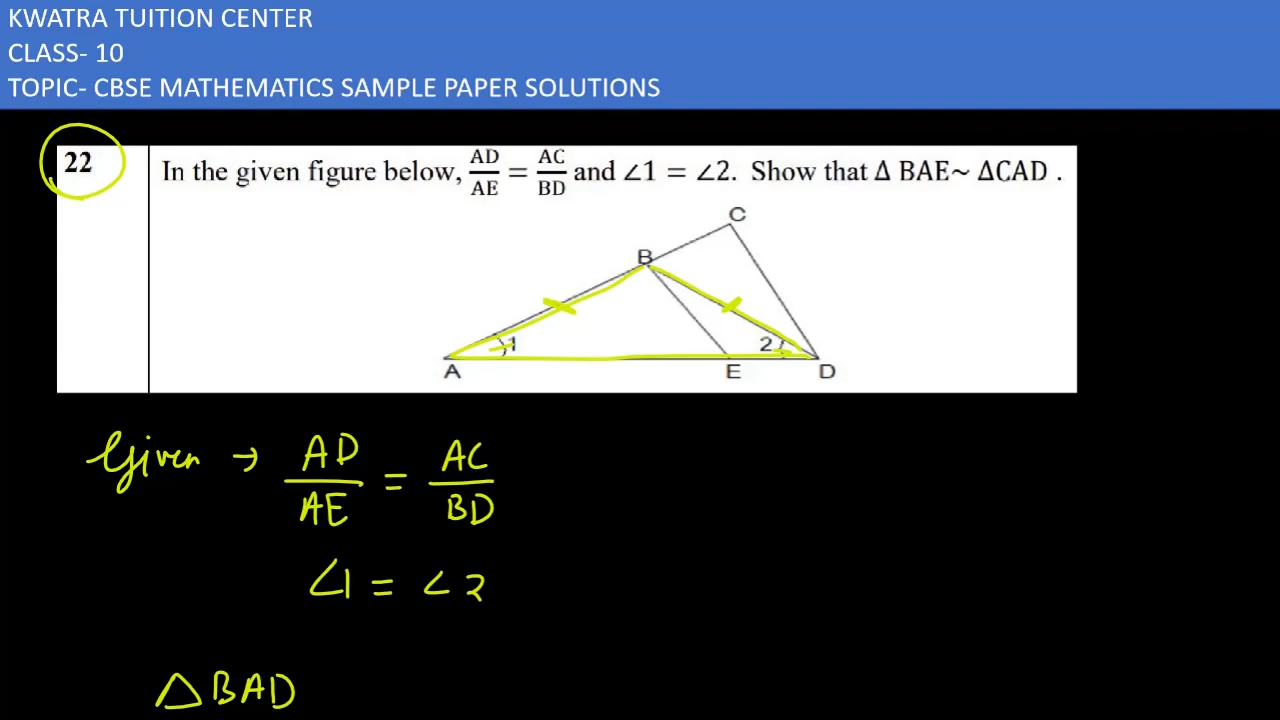 KWATRA TUITION CENTER
CLASS- 10
TOPIC- CBSE MATHEMATICS SAMPLE PAPER SOLUTIONS
22 In the given figure below, AD/AE = AC/BD and ∠1 = ∠2. Show that Δ BAE~ ΔCAD .
C
B
1 2
A E D
Given → AD/AE = AC/BD
∠1 = ∠2
△ BAD